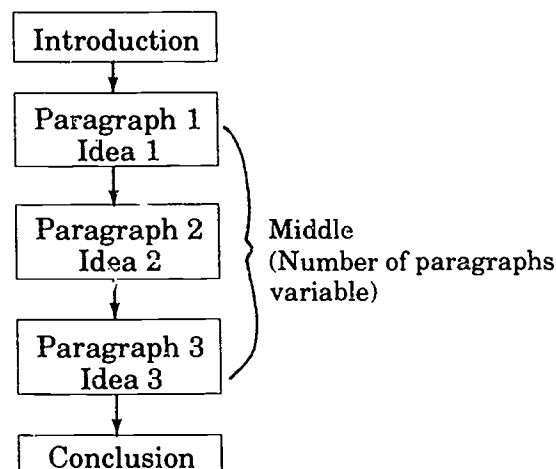 Introduction
Paragraph 1
Idea 1
Paragraph 2
Idea 2
Middle
(Number of paragraphs
variable)
Paragraph 3
Idea 3
Conclusion